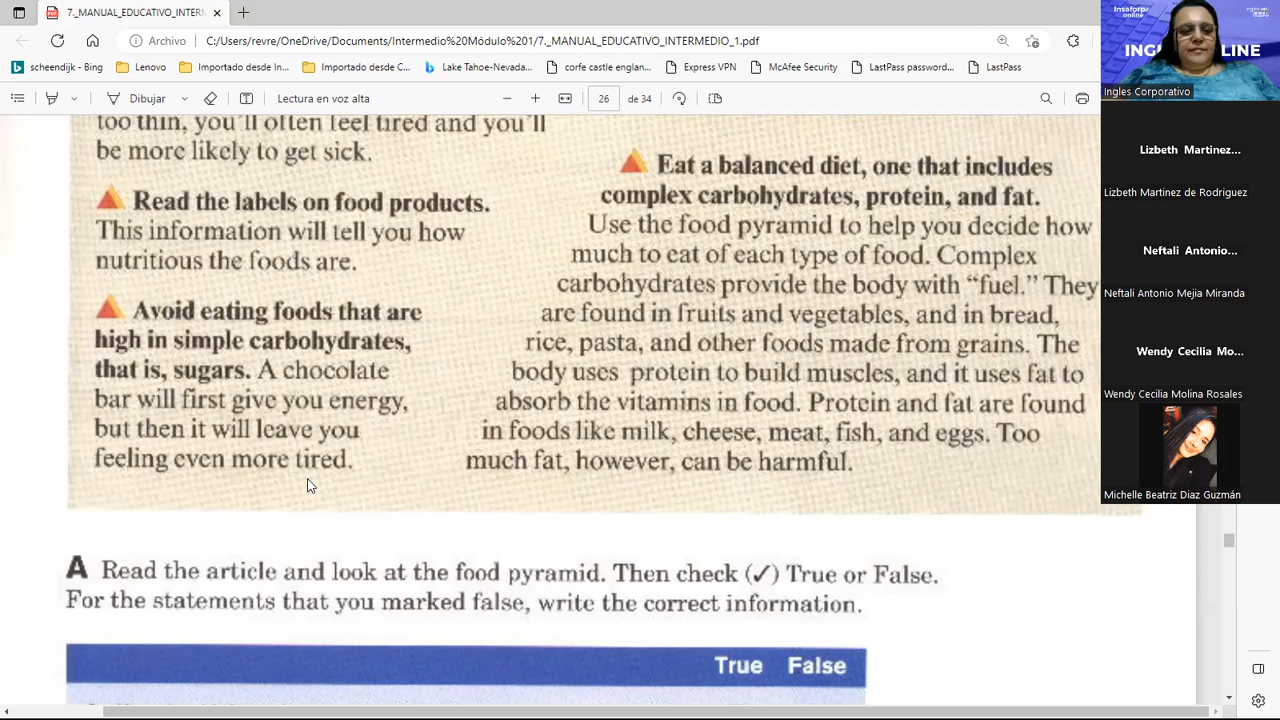 7._MANUAL_EDUCATIVO_INTERM
Archivo
C:/Users/revre/OneDrive/Documents/
20Modu
201/7._MANUAL_EDUCATIVO_INTERMEDIO_1.pdf
scheendijk - Bing
Lenovo
Importado desde In...
Importado desde C...
Lake Tahoe-
corfe castle englan...
Express VPN
McAfee Security
LastPass password...
LastPass
Dibujar
Lectura en voz alta
26
de 34
too thin, you'll often feel tired and you'll
be more likely to get sick.
Read the labels on food products.
This information will tell you how
nutritious the foods are.
Avoid eating foods that are
high in simple carbohydrates,
that is, sugars. A chocolate
bar will first give you energy,
but then it will leave you
feeling even more tired.
Eat a balanced diet, one that includes
complex carbohydrates, protein, and fat.
Use the food pyramid to help you decide how
much to eat of each type of food. Complex
carbohydrates provide the body with "fuel." They
are found in fruits and vegetables, and in bread,
rice, pasta, and other foods made from grains. The
body uses protein to build muscles, and it uses fat to
absorb the vitamins in food. Protein and fat are found
in foods like milk, cheese, meat, fish, and eggs. Too
much fat, however, can be harmful.
A Read the article and look at the food pyramid. Then check (✓) True or False.
For the statements that you marked false, write the correct information.
True False
Insaforp
online
Ingles Corporativo
Lizbeth Martinez...
Lizbeth Martinez de Rodriguez
Neftali Antonio...
Neftali Antonio Mejia Miranda
Wendy Cecilia Mo...
Wendy Cecilia Molina Rosales
Michelle Beatriz Diaz Guzmán